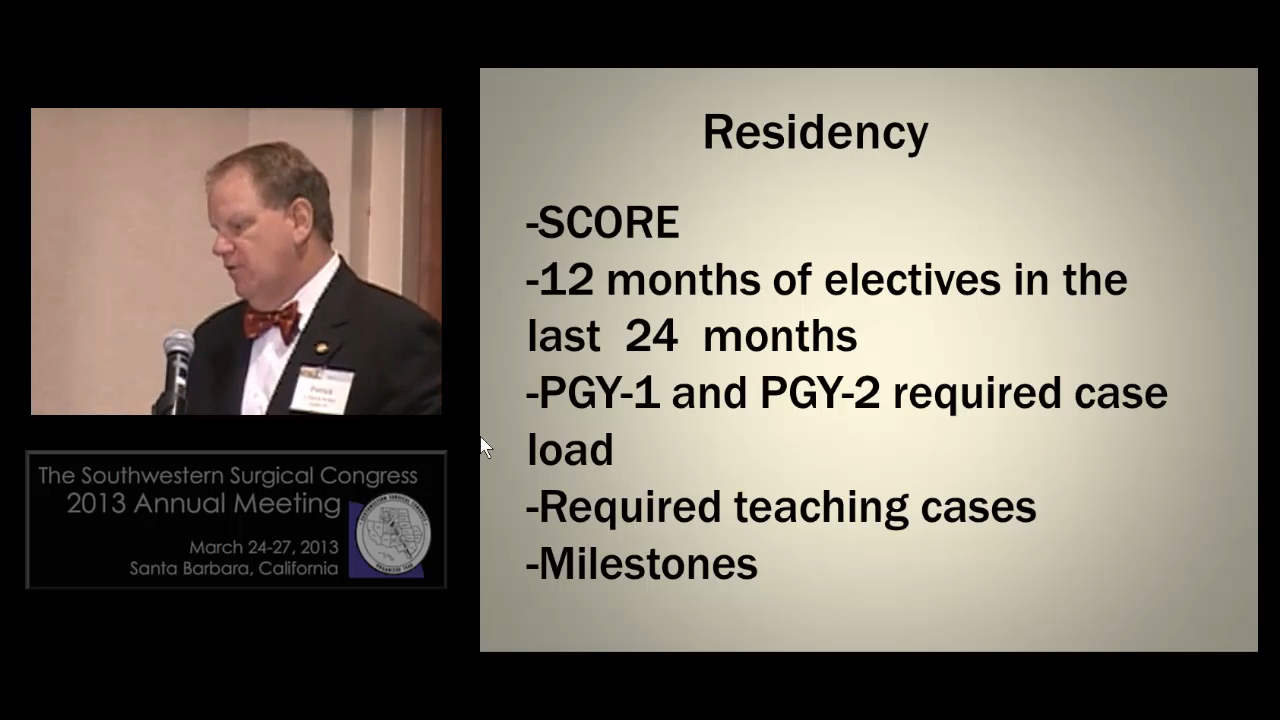 Residency
-SCORE
-12 months of electives in the
last 24 months
-PGY-1 and PGY-2 required case
load
-Required teaching cases
-Milestones
Patrick
The Southwestern Surgical Congress
2013 Annual Meeting
March 24-27, 2013
Santa Barbara, California